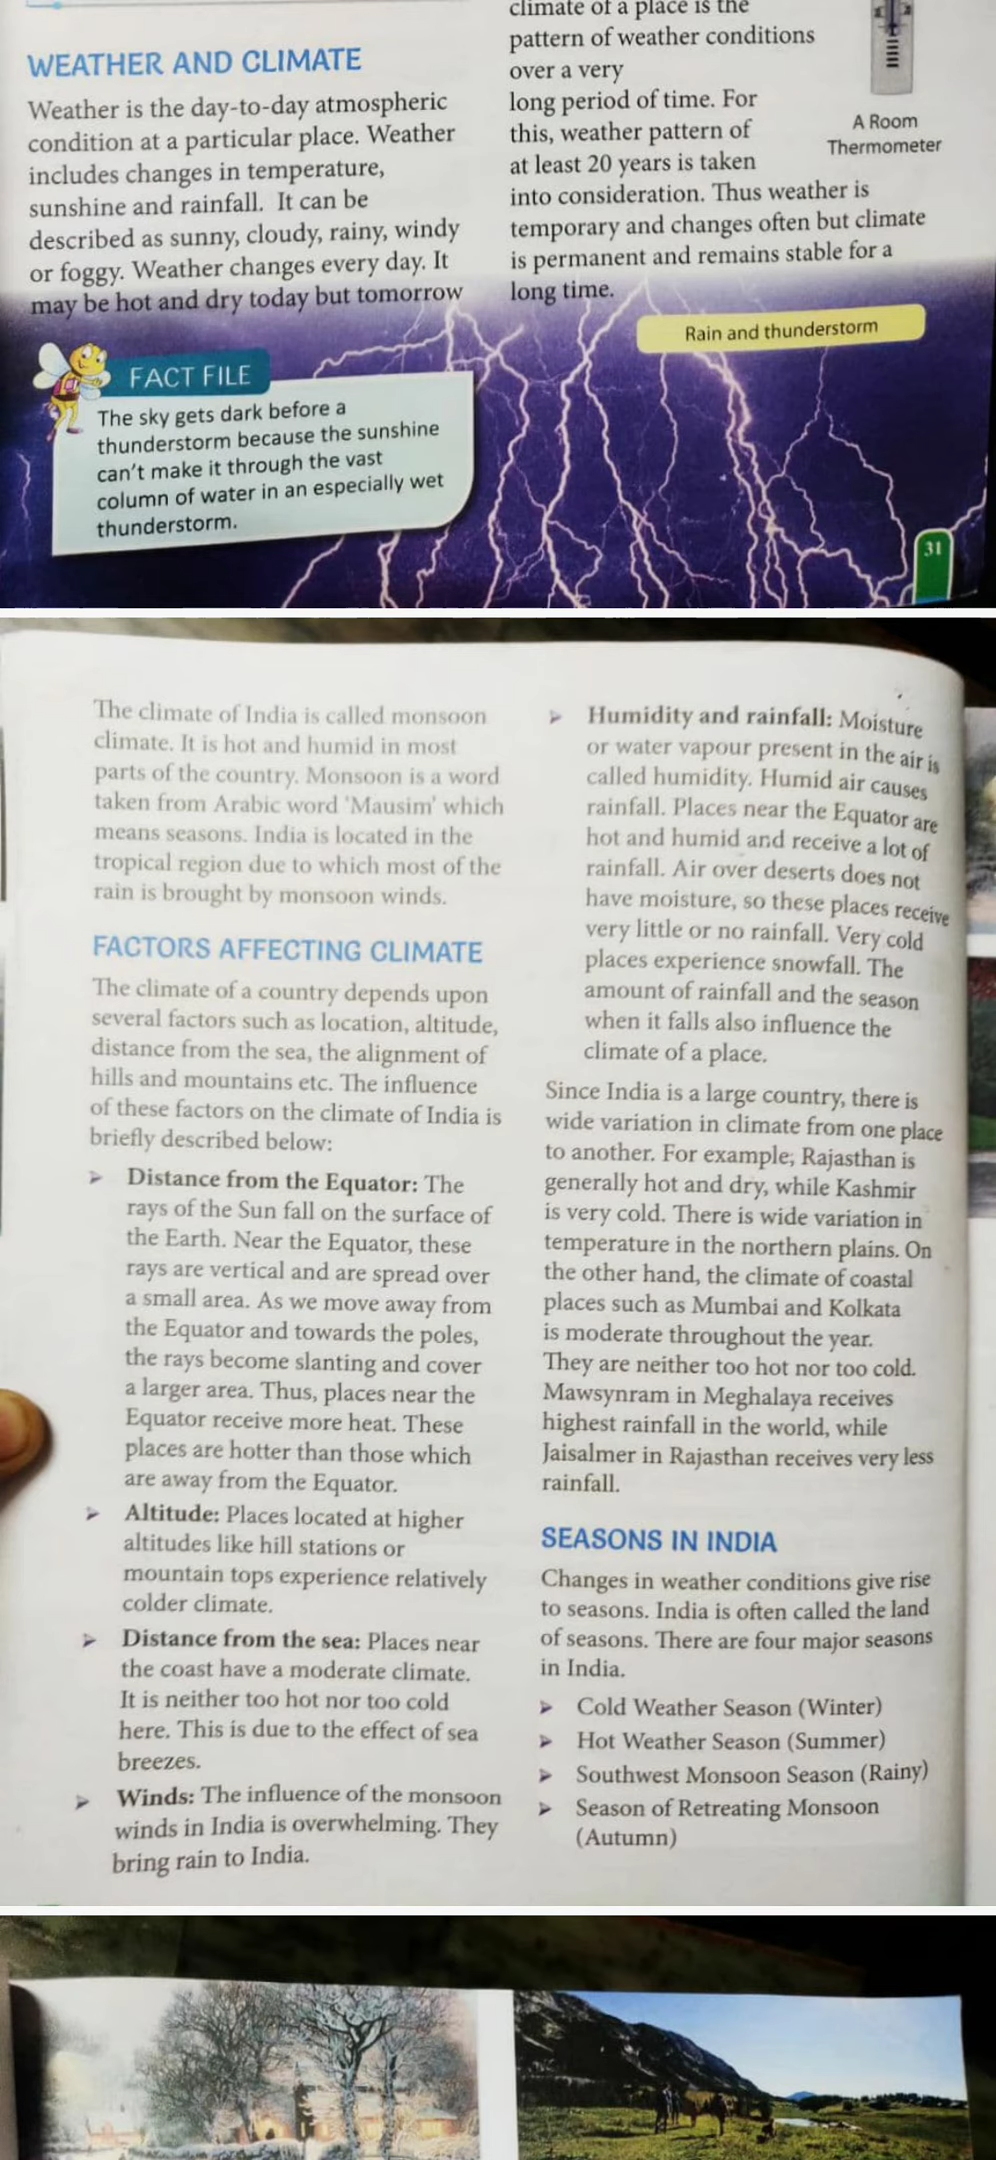 WEATHER AND CLIMATE
Weather is the day-to-day atmospheric
condition at a particular place. Weather
includes changes in temperature,
sunshine and rainfall. It can be
described as sunny, cloudy, rainy, windy
or foggy. Weather changes every day. It
may be hot and dry today but tomorrow
climate of a place is the
pattern of weather conditions
over a very
long period of time. For
this, weather pattern of
at least 20 years is taken
into consideration. Thus weather is
temporary and changes often but climate
is permanent and remains stable for a
long time.
A Room
Thermometer
Rain and thunderstorm
FACT FILE
The sky gets dark before a
thunderstorm because the sunshine
can't make it through the vast
column of water in an especially wet
thunderstorm.
31
The climate of India is called monsoon
climate. It is hot and humid in most
parts of the country. Monsoon is a word
taken from Arabic word 'Mausim' which
means seasons. India is located in the
tropical region due to which most of the
rain is brought by monsoon winds.
FACTORS AFFECTING CLIMATE
The climate of a country depends upon
several factors such as location, altitude,
distance from the sea, the alignment of
hills and mountains etc. The influence
of these factors on the climate of India is
briefly described below:
➢ Distance from the Equator: The
rays of the Sun fall on the surface of
the Earth. Near the Equator, these
rays are vertical and are spread over
a small area. As we move away from
the Equator and towards the poles,
the rays become slanting and cover
a larger area. Thus, places near the
Equator receive more heat. These
places are hotter than those which
are away from the Equator.
➢ Altitude: Places located at higher
altitudes like hill stations or
mountain tops experience relatively
colder climate.
➢ Distance from the sea: Places near
the coast have a moderate climate.
It is neither too hot nor too cold
here. This is due to the effect of sea
breezes.
➢ Winds: The influence of the monsoon
winds in India is overwhelming. They
bring rain to India.
➢ Humidity and rainfall: Moisture
or water vapour present in the air is
called humidity. Humid air causes
rainfall. Places near the Equator are
hot and humid and receive a lot of
rainfall. Air over deserts does not
have moisture, so these places receive
very little or no rainfall. Very cold
places experience snowfall. The
amount of rainfall and the season
when it falls also influence the
climate of a place.
Since India is a large country, there is
wide variation in climate from one place
to another. For example, Rajasthan is
generally hot and dry, while Kashmir
is very cold. There is wide variation in
temperature in the northern plains. On
the other hand, the climate of coastal
places such as Mumbai and Kolkata
is moderate throughout the year.
They are neither too hot nor too cold.
Mawsynram in Meghalaya receives
highest rainfall in the world, while
Jaisalmer in Rajasthan receives very less
rainfall.
SEASONS IN INDIA
Changes in weather conditions give rise
to seasons. India is often called the land
of seasons. There are four major seasons
in India.
➢ Cold Weather Season (Winter)
➢ Hot Weather Season (Summer)
➢ Southwest Monsoon Season (Rainy)
➢ Season of Retreating Monsoon
(Autumn)